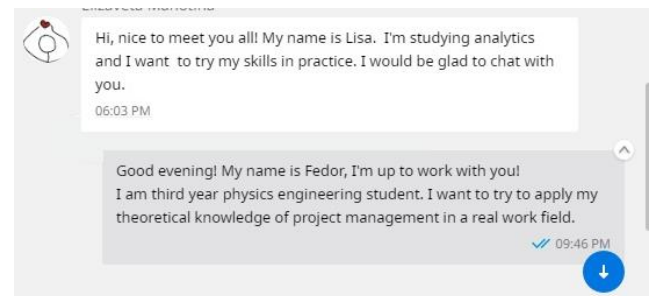 Hi, nice to meet you all! My name is Lisa.  I'm studying analytics
and I want  to try my skills in practice. I would be glad to chat with
you.
06:03 PM
Good evening! My name is Fedor, I'm up to work with you!
I am third year physics engineering student. I want to try to apply my
theoretical knowledge of project management in a real work field.
09:46 PM